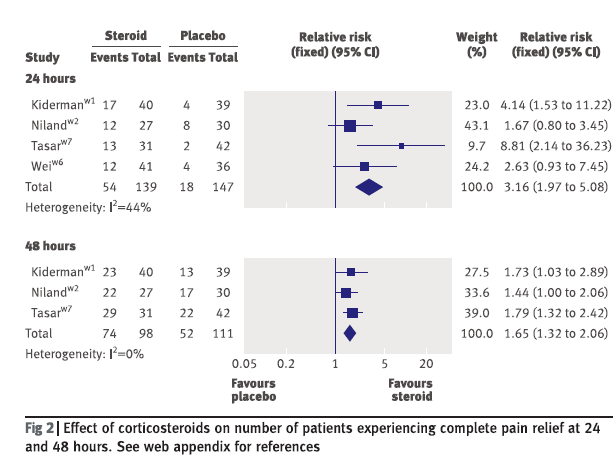 Steroid Placebo Relative risk (fixed) (95% CI) Weight (%) Relative risk (fixed) (95% CI)
Study Events Total Events Total
24 hours
Kiderman^w1 17 40 4 39 23.0 4.14 (1.53 to 11.22)
Niland^w2 12 27 8 30 43.1 1.67 (0.80 to 3.45)
Tasar^w7 13 31 2 42 9.7 8.81 (2.14 to 36.23)
Wei^w6 12 41 4 36 24.2 2.63 (0.93 to 7.45)
Total 54 139 18 147 100.0 3.16 (1.97 to 5.08)
Heterogeneity: I²=44%
48 hours
Kiderman^w1 23 40 13 39 27.5 1.73 (1.03 to 2.89)
Niland^w2 22 27 17 30 33.6 1.44 (1.00 to 2.06)
Tasar^w7 29 31 22 42 39.0 1.79 (1.32 to 2.42)
Total 74 98 52 111 100.0 1.65 (1.32 to 2.06)
Heterogeneity: I²=0%
0.05 0.2 1 5 20
Favours placebo Favours steroid
Fig 2 | Effect of corticosteroids on number of patients experiencing complete pain relief at 24
and 48 hours. See web appendix for references